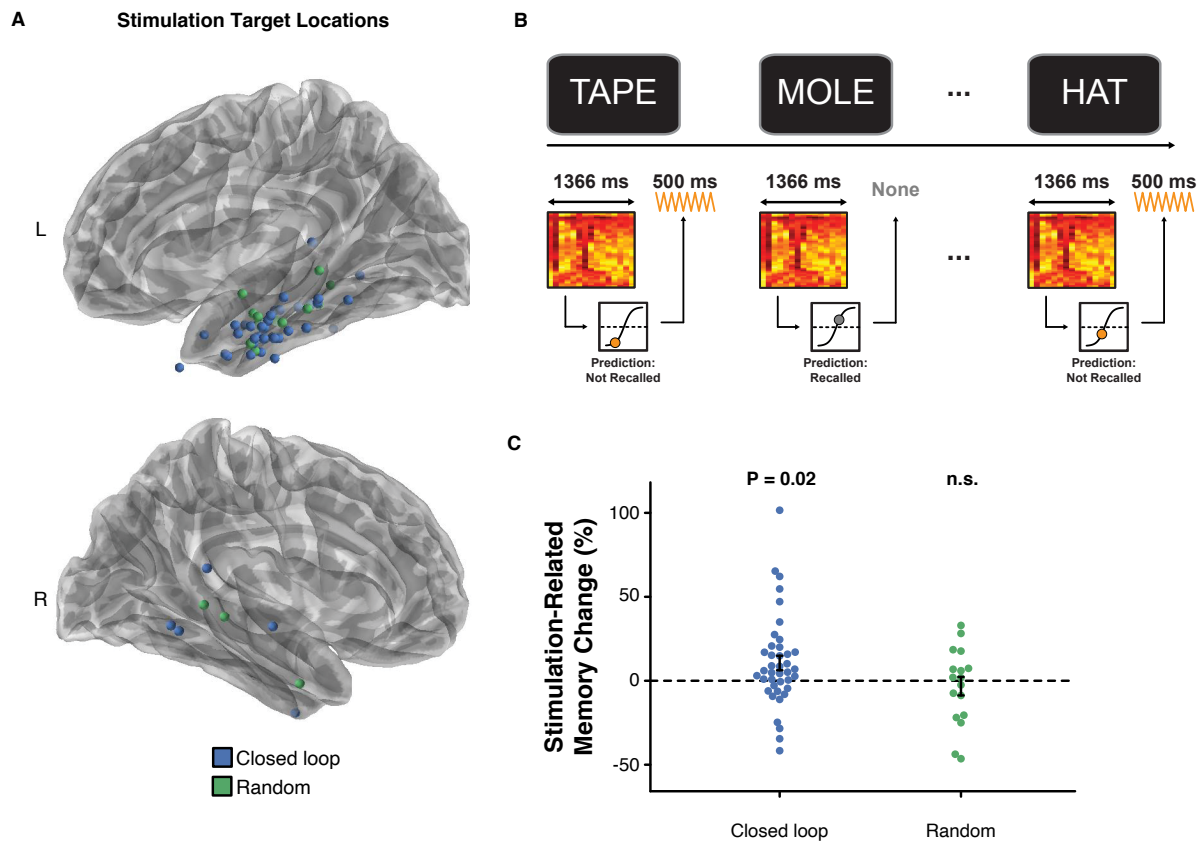 A
Stimulation Target Locations
L
R
Closed loop
Random
B
TAPE
MOLE
...
HAT
1366 ms
500 ms
1366 ms
None
1366 ms
500 ms
...
Prediction:
Not Recalled
Prediction:
Recalled
Prediction:
Not Recalled
C
P = 0.02
n.s.
Stimulation-Related
Memory Change (%)
100
50
0
-50
Closed loop
Random